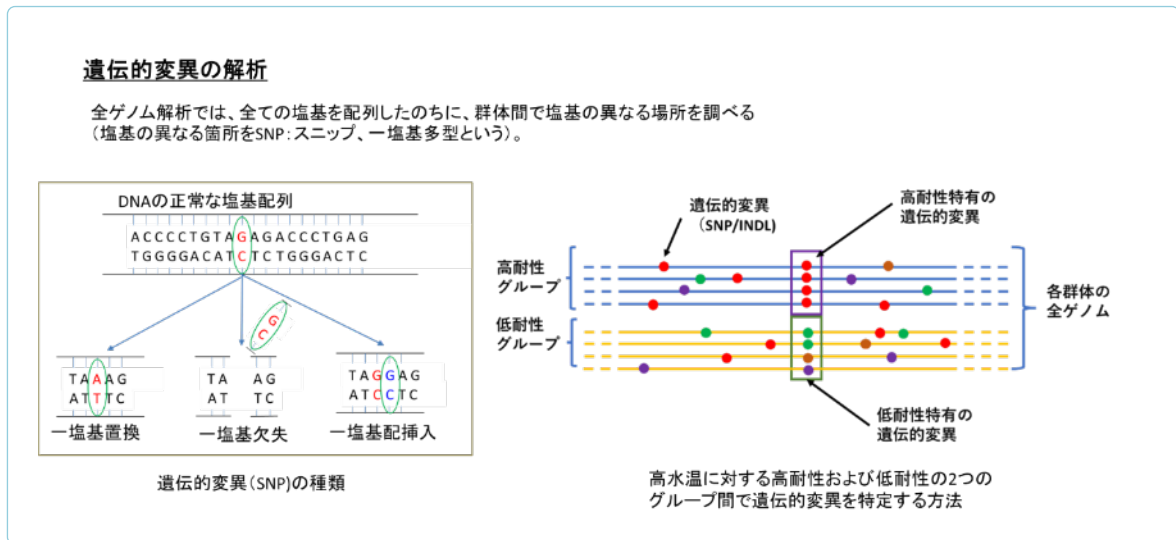 遺伝的変異の解析
全ゲノム解析では、全ての塩基を配列したのちに、群体間で塩基の異なる場所を調べる
（塩基の異なる箇所をSNP：スニップ、一塩基多型という）。
DNAの正常な塩基配列
ACCCCTGTAGAGACCCTGAG
TGGGGACATCTCTGGGACTC
G
C
TAAAG
ATTTC
TA AG
AT TC
TAGGAG
ATCCTC
一塩基置換
一塩基欠失
一塩基配挿入
遺伝的変異（SNP)の種類
遺伝的変異
（SNP/INDL)
高耐性特有の
遺伝的変異
高耐性
グループ
低耐性
グループ
各群体の
全ゲノム
低耐性特有の
遺伝的変異
高水温に対する高耐性および低耐性の2つの
グループ間で遺伝的変異を特定する方法